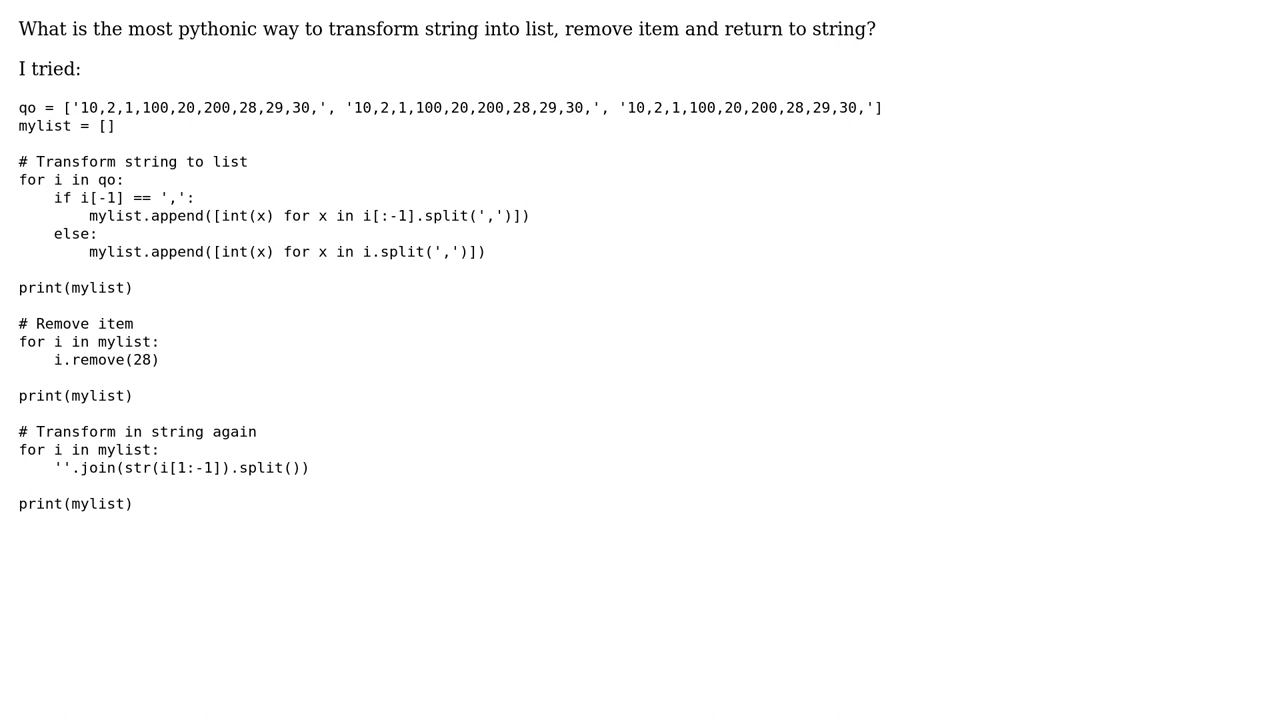 What is the most pythonic way to transform string into list, remove item and return to string?
I tried:
qo = ['10,2,1,100,20,200,28,29,30,', '10,2,1,100,20,200,28,29,30,', '10,2,1,100,20,200,28,29,30,']
mylist = []
# Transform string to list
for i in qo:
    if i[-1] == ',':
        mylist.append([int(x) for x in i[:-1].split(',')])
    else:
        mylist.append([int(x) for x in i.split(',')])
print(mylist)
# Remove item
for i in mylist:
    i.remove(28)
print(mylist)
# Transform in string again
for i in mylist:
    ''.join(str(i[1:-1]).split())
print(mylist)